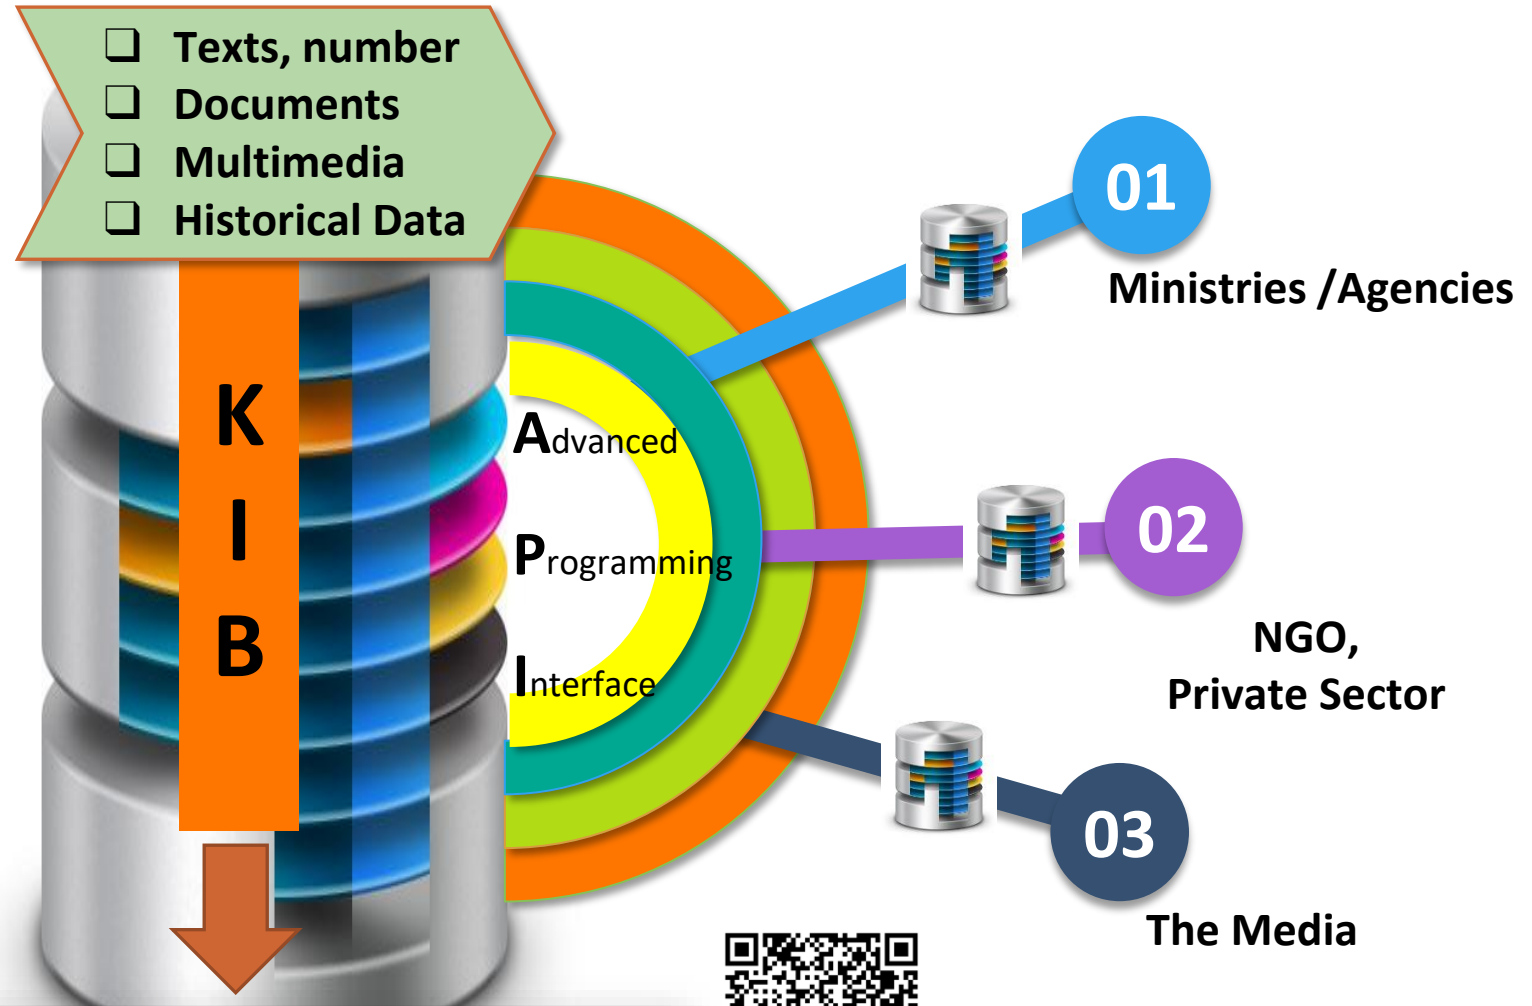 ❑ Texts, number
❑ Documents
❑ Multimedia
❑ Historical Data
K
I
B
Advanced
Programming
Interface
01
Ministries /Agencies
02
NGO,
Private Sector
03
The Media